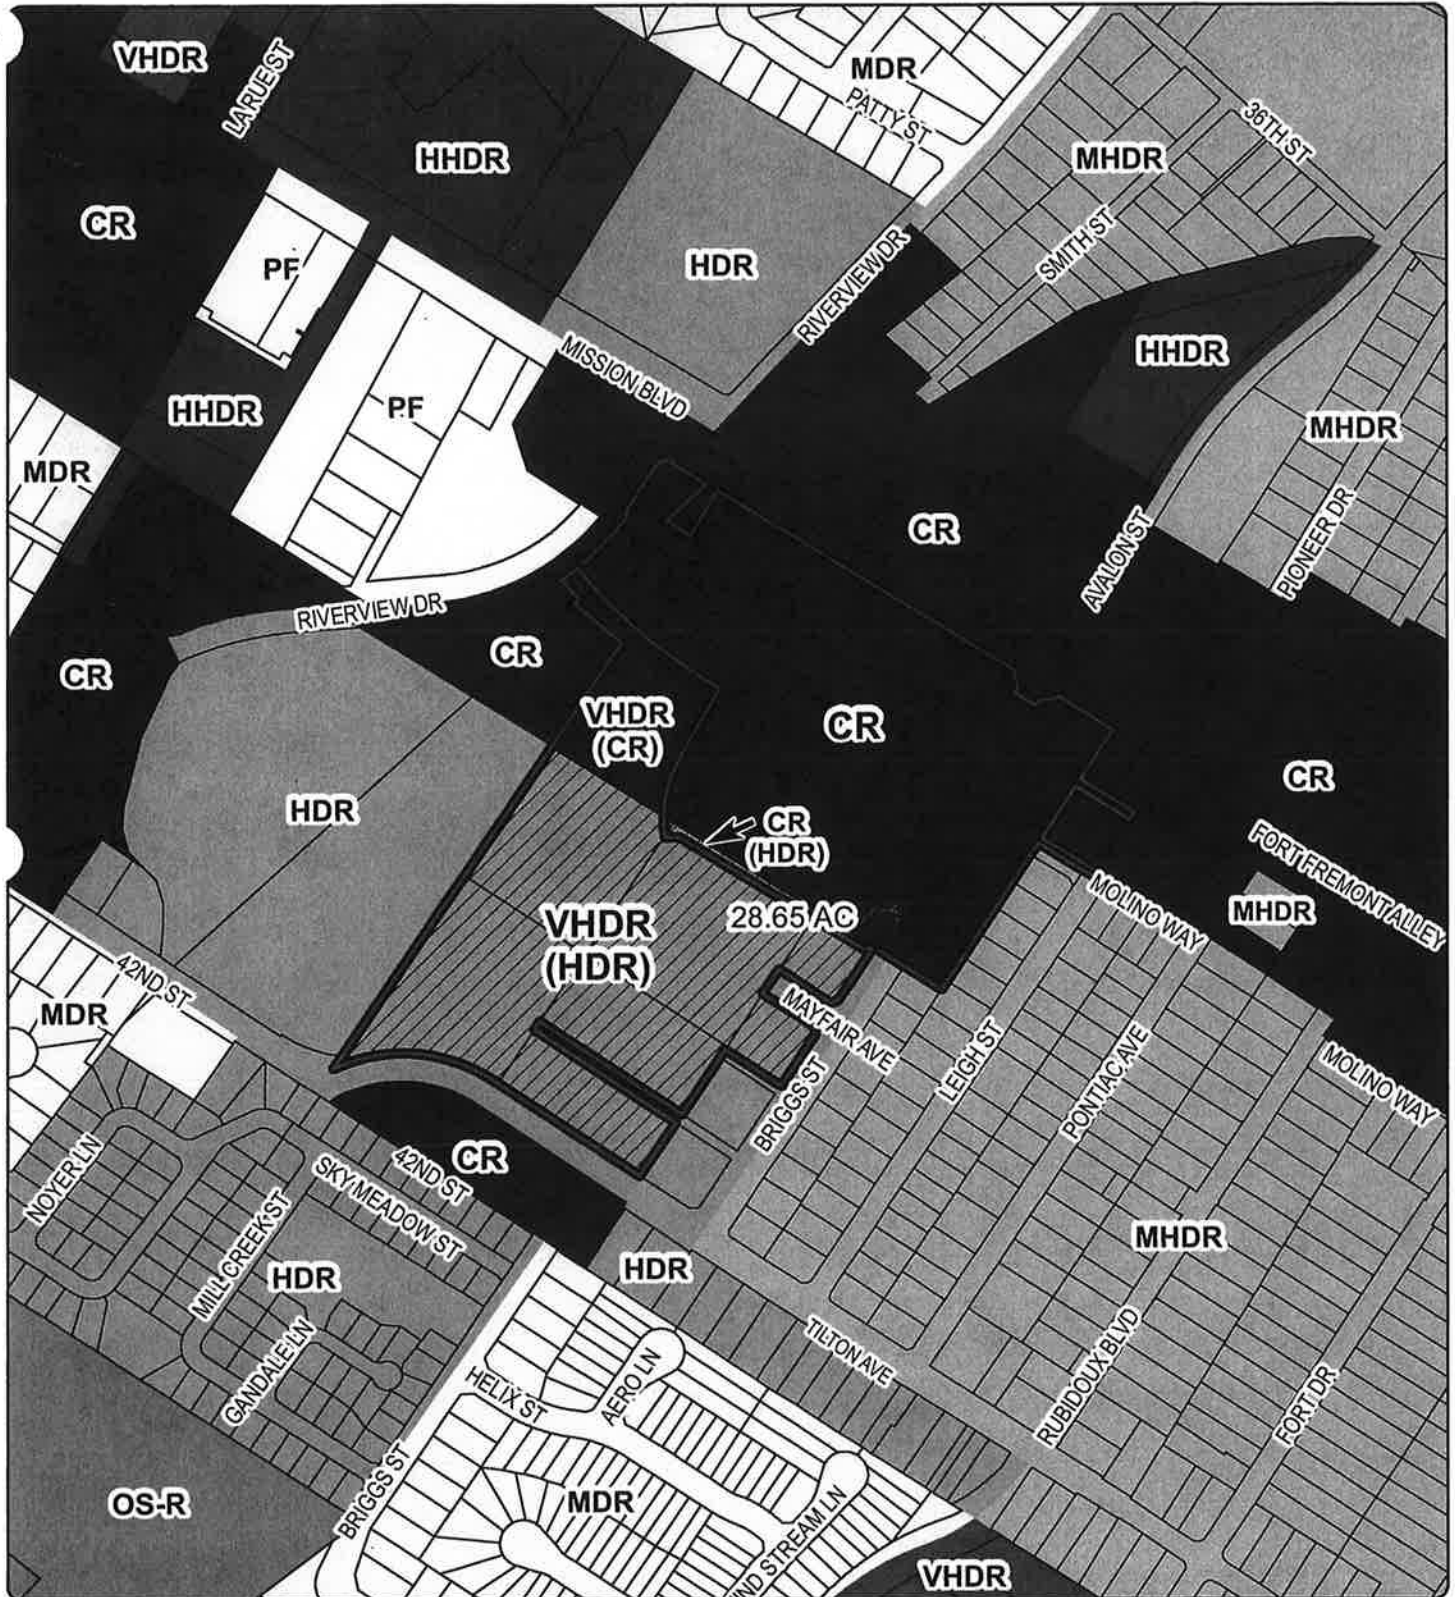 VHDR
LARUE ST
MDR
PATTY ST
36TH ST
HHDR
MHDR
CR
PF
HDR
SMITH ST
RIVERVIEW DR
HHDR
MISSION BLVD
HHDR
PF
MHDR
MDR
CR
AVALON ST
PIONEER DR
RIVERVIEW DR
CR
CR
VHDR
(CR)
CR
CR
HDR
CR
(HDR)
FORT FREMONT ALLEY
MOLINO WAY
MHDR
VHDR
(HDR)
28.65 AC
42ND ST
MDR
MAYFAIR AVE
LEIGH ST
PONTIAC AVE
MOLINO WAY
BRIGGS ST
NOYER LN
CR
42ND ST
SKY MEADOW ST
MILL CREEK ST
HDR
HDR
MHDR
GANDALE LN
TILTON AVE
AERO LN
HELIX ST
RUBIDOUX BLVD
FORT DR
OS-R
BRIGGS ST
MDR
IND STREAM LN
VHDR